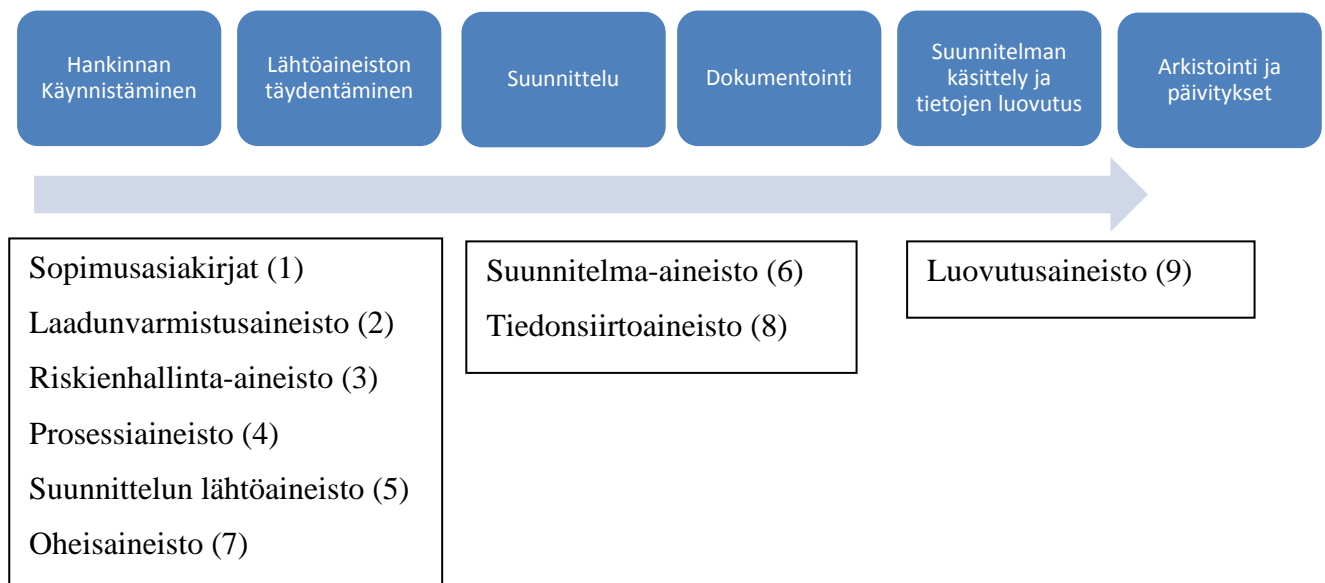 Hankinnan
Käynnistäminen
Lähtöaineiston
täydentäminen
Suunnittelu
Dokumentointi
Suunnitelman
käsittely ja
tietojen luovutus
Arkistointi ja
päivitykset
Sopimusasiakirjat (1)
Laadunvarmistusaineisto (2)
Riskienhallinta-aineisto (3)
Prosessiaineisto (4)
Suunnittelun lähtöaineisto (5)
Oheisaineisto (7)
Suunnitelma-aineisto (6)
Tiedonsiirtoaineisto (8)
Luovutusaineisto (9)